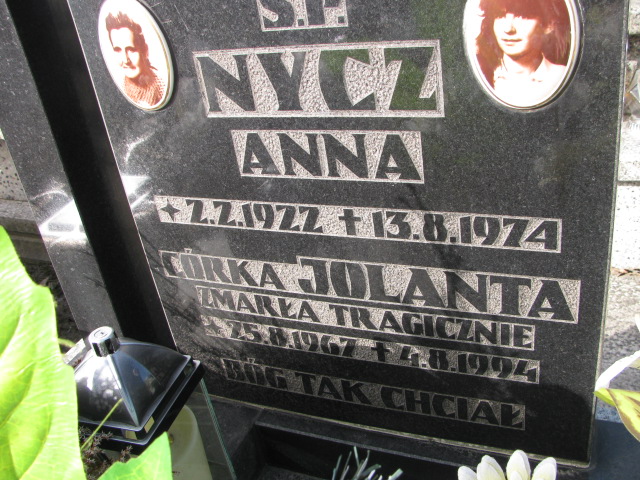 Ś.P.
NYCZ
ANNA
* 2.2.1922 † 13.8.1974
CÓRKA JOLANTA
ZMARŁA TRAGICZNIE
* 25.8.1967 † 4.8.1994
BÓG TAK CHCIAŁ